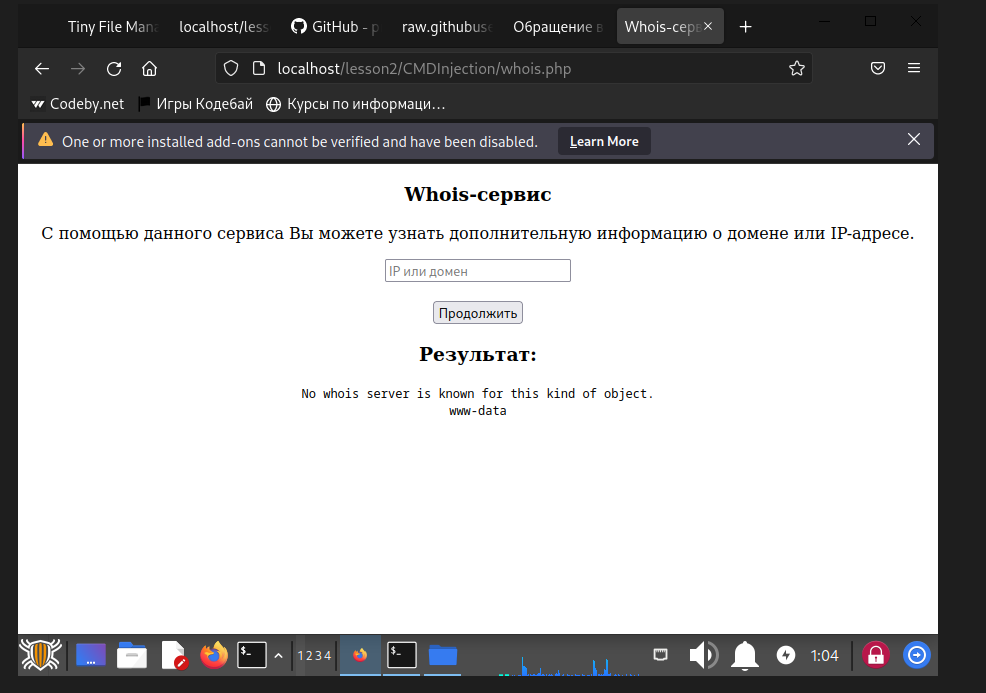 Tiny File Mana localhost/less GitHub - p raw.githubuse Обращение в Whois-серв
localhost/lesson2/CMDInjection/whois.php
Codeby.net Игры Кодебай Курсы по информаци…
One or more installed add-ons cannot be verified and have been disabled. Learn More
Whois-сервис
С помощью данного сервиса Вы можете узнать дополнительную информацию о домене или IP-адресе.
IP или домен
Продолжить
Результат:
No whois server is known for this kind of object.
www-data
$_ 1 2 3 4 $_ 1:04